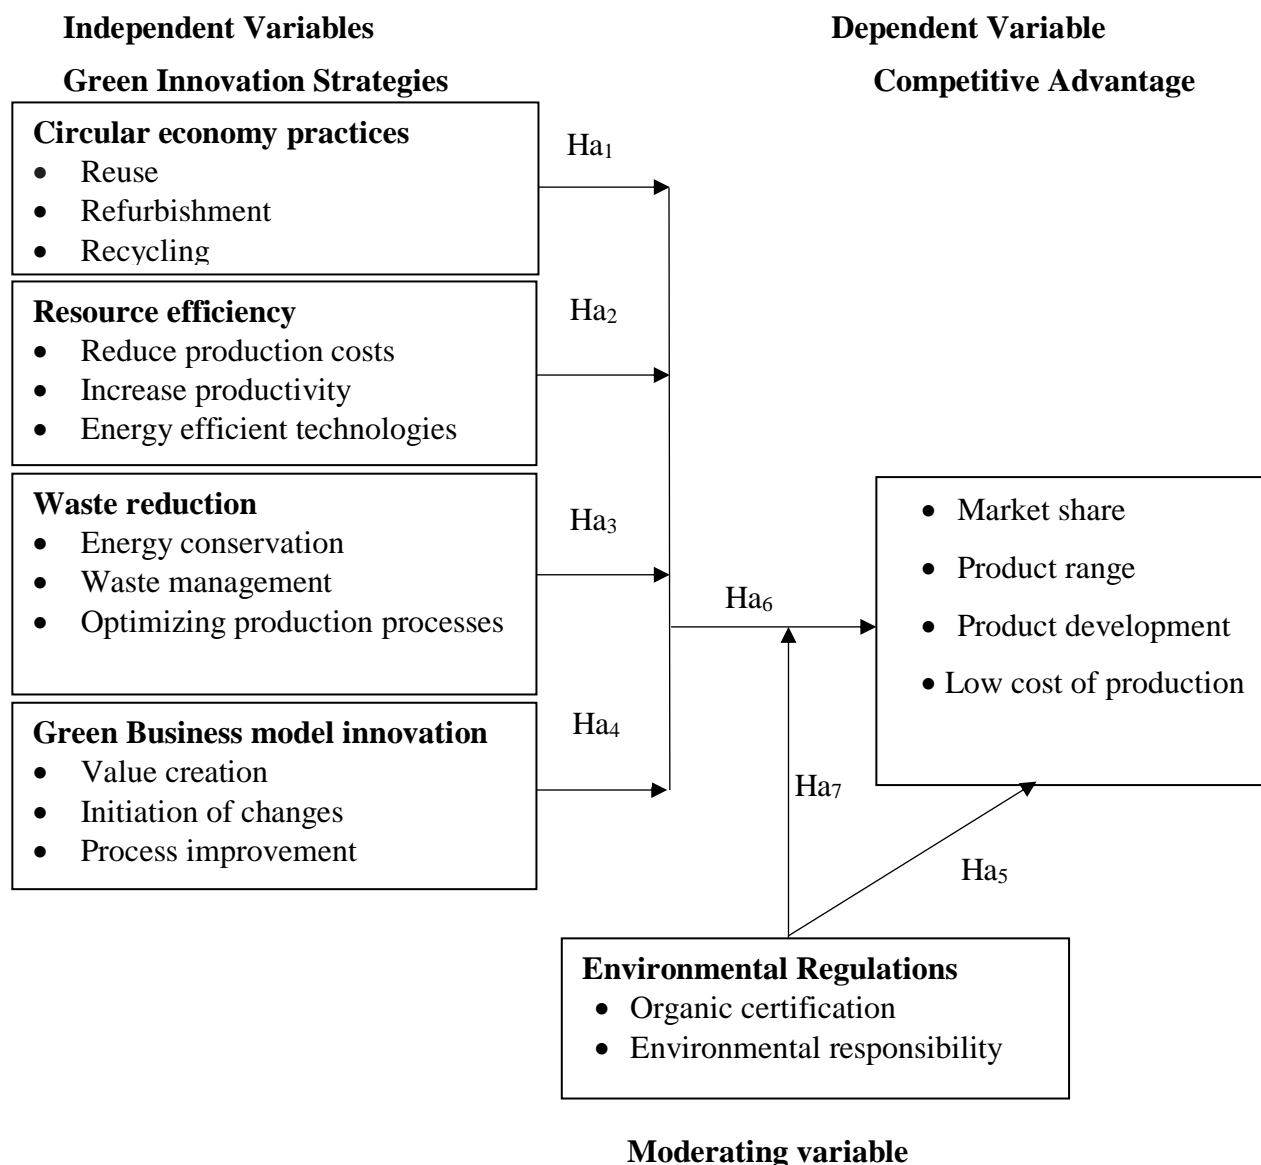 Independent Variables
Dependent Variable
Green Innovation Strategies
Competitive Advantage
Circular economy practices
• Reuse
• Refurbishment
• Recycling
Ha1
Resource efficiency
• Reduce production costs
• Increase productivity
• Energy efficient technologies
Ha2
Waste reduction
• Energy conservation
• Waste management
• Optimizing production processes
Ha3
Green Business model innovation
• Value creation
• Initiation of changes
• Process improvement
Ha4
Ha6
• Market share
• Product range
• Product development
• Low cost of production
Ha7
Ha5
Environmental Regulations
• Organic certification
• Environmental responsibility
Moderating variable